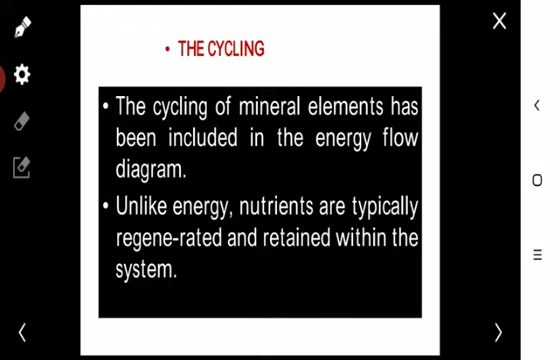 • THE CYCLING
• The cycling of mineral elements has
been included in the energy flow
diagram.
• Unlike energy, nutrients are typically
regene-rated and retained within the
system.